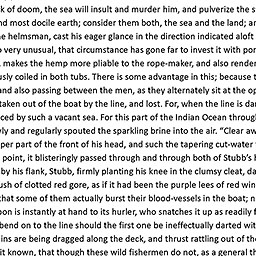 k of doom, the sea will insult and murder him, and pulverize the s
nd most docile earth; consider them both, the sea and the land; an
e helmsman, cast his eager glance in the direction indicated aloft
o very unusual, that circumstance has gone far to invest it with por
makes the hemp more pliable to the rope-maker, and also render
usly coiled in both tubs. There is some advantage in this; because t
and also passing between the men, as they alternately sit at the op
taken out of the boat by the line, and lost. For, when the line is dar
ced by such a vacant sea. For this part of the Indian Ocean through
vly and regularly spouted the sparkling brine into the air. “Clear aw
per part of the front of his head, and such the tapering cut-water
point, it blisteringly passed through and through both of Stubb’s h
by his flank, Stubb, firmly planting his knee in the clumsy cleat, da
ush of clotted red gore, as if it had been the purple lees of red win
that some of them actually burst their blood-vessels in the boat; n
oon is instantly at hand to its hurler, who snatches it up as readily f
bend on to the line should the first one be ineffectually darted wit
ins are being dragged along the deck, and thrust rattling out of the
it known, that though these wild fishermen do not, as a general th